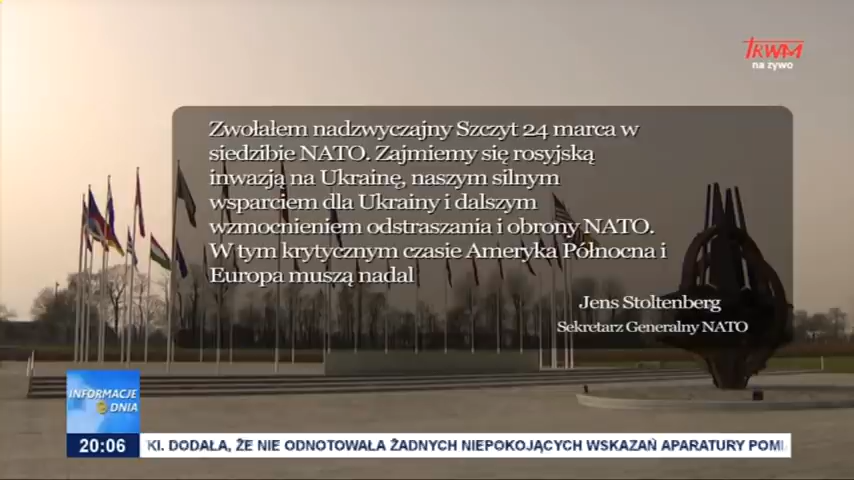 TRWAM
na żywo
Zwołałem nadzwyczajny Szczyt 24 marca w
siedzibie NATO. Zajmiemy się rosyjską
inwazją na Ukrainę, naszym silnym
wsparciem dla Ukrainy i dalszym
wzmocnieniem odstraszania i obrony NATO.
W tym krytycznym czasie Ameryka Północna i
Europa muszą nadal
Jens Stoltenberg
Sekretarz Generalny NATO
INFORMACJE
DNIA
20:06
KI. DODAŁA, ŻE NIE ODNOTOWAŁA ŻADNYCH NIEPOKOJĄCYCH WSKAZAŃ APARATURY POMI